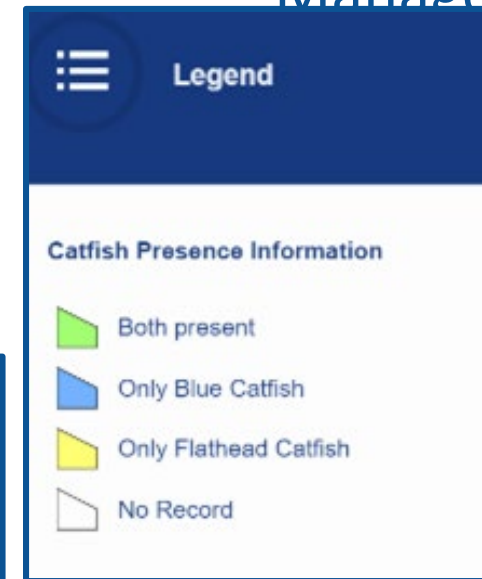 Legend
Catfish Presence Information
Both present
Only Blue Catfish
Only Flathead Catfish
No Record